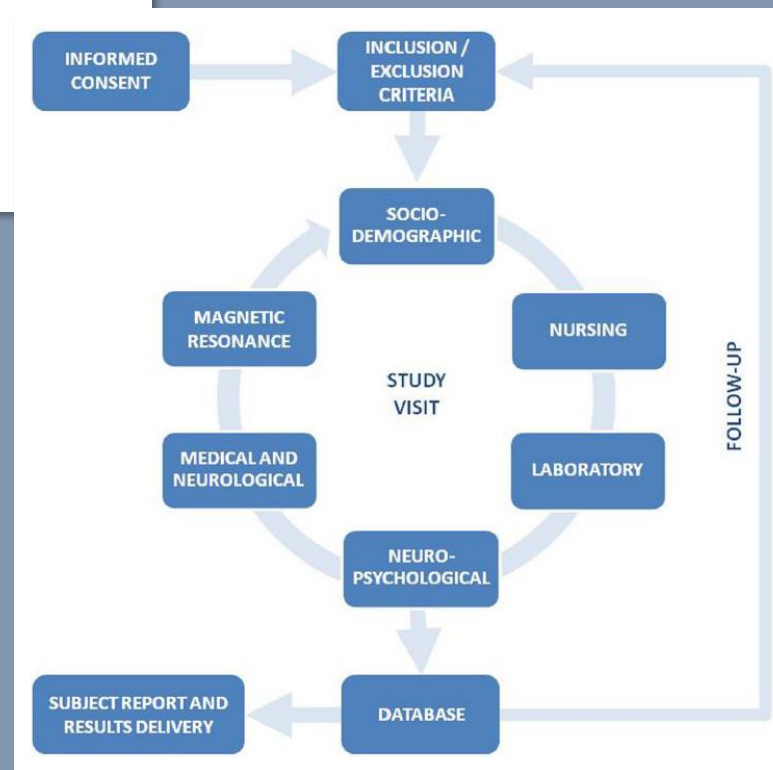 INFORMED
CONSENT
INCLUSION /
EXCLUSION
CRITERIA
SOCIO-
DEMOGRAPHIC
MAGNETIC
RESONANCE
NURSING
STUDY
VISIT
FOLLOW-UP
MEDICAL AND
NEUROLOGICAL
LABORATORY
NEURO-
PSYCHOLOGICAL
SUBJECT REPORT AND
RESULTS DELIVERY
DATABASE